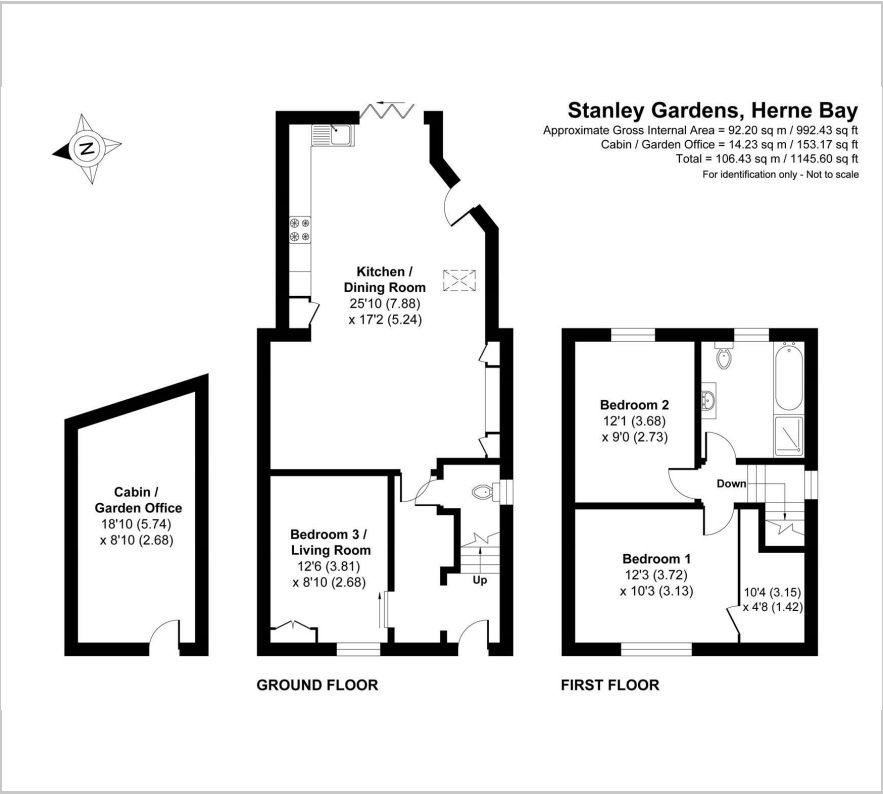 Stanley Gardens, Herne Bay
Approximate Gross Internal Area = 92.20 sq m / 992.43 sq ft
Cabin / Garden Office = 14.23 sq m / 153.17 sq ft
Total = 106.43 sq m / 1145.60 sq ft
For identification only - Not to scale
N
Kitchen /
Dining Room
25'10 (7.88)
x 17'2 (5.24)
Cabin /
Garden Office
18'10 (5.74)
x 8'10 (2.68)
Bedroom 3 /
Living Room
12'6 (3.81)
x 8'10 (2.68)
Up
Bedroom 2
12'1 (3.68)
x 9'0 (2.73)
Down
Bedroom 1
12'3 (3.72)
x 10'3 (3.13)
10'4 (3.15)
x 4'8 (1.42)
GROUND FLOOR
FIRST FLOOR